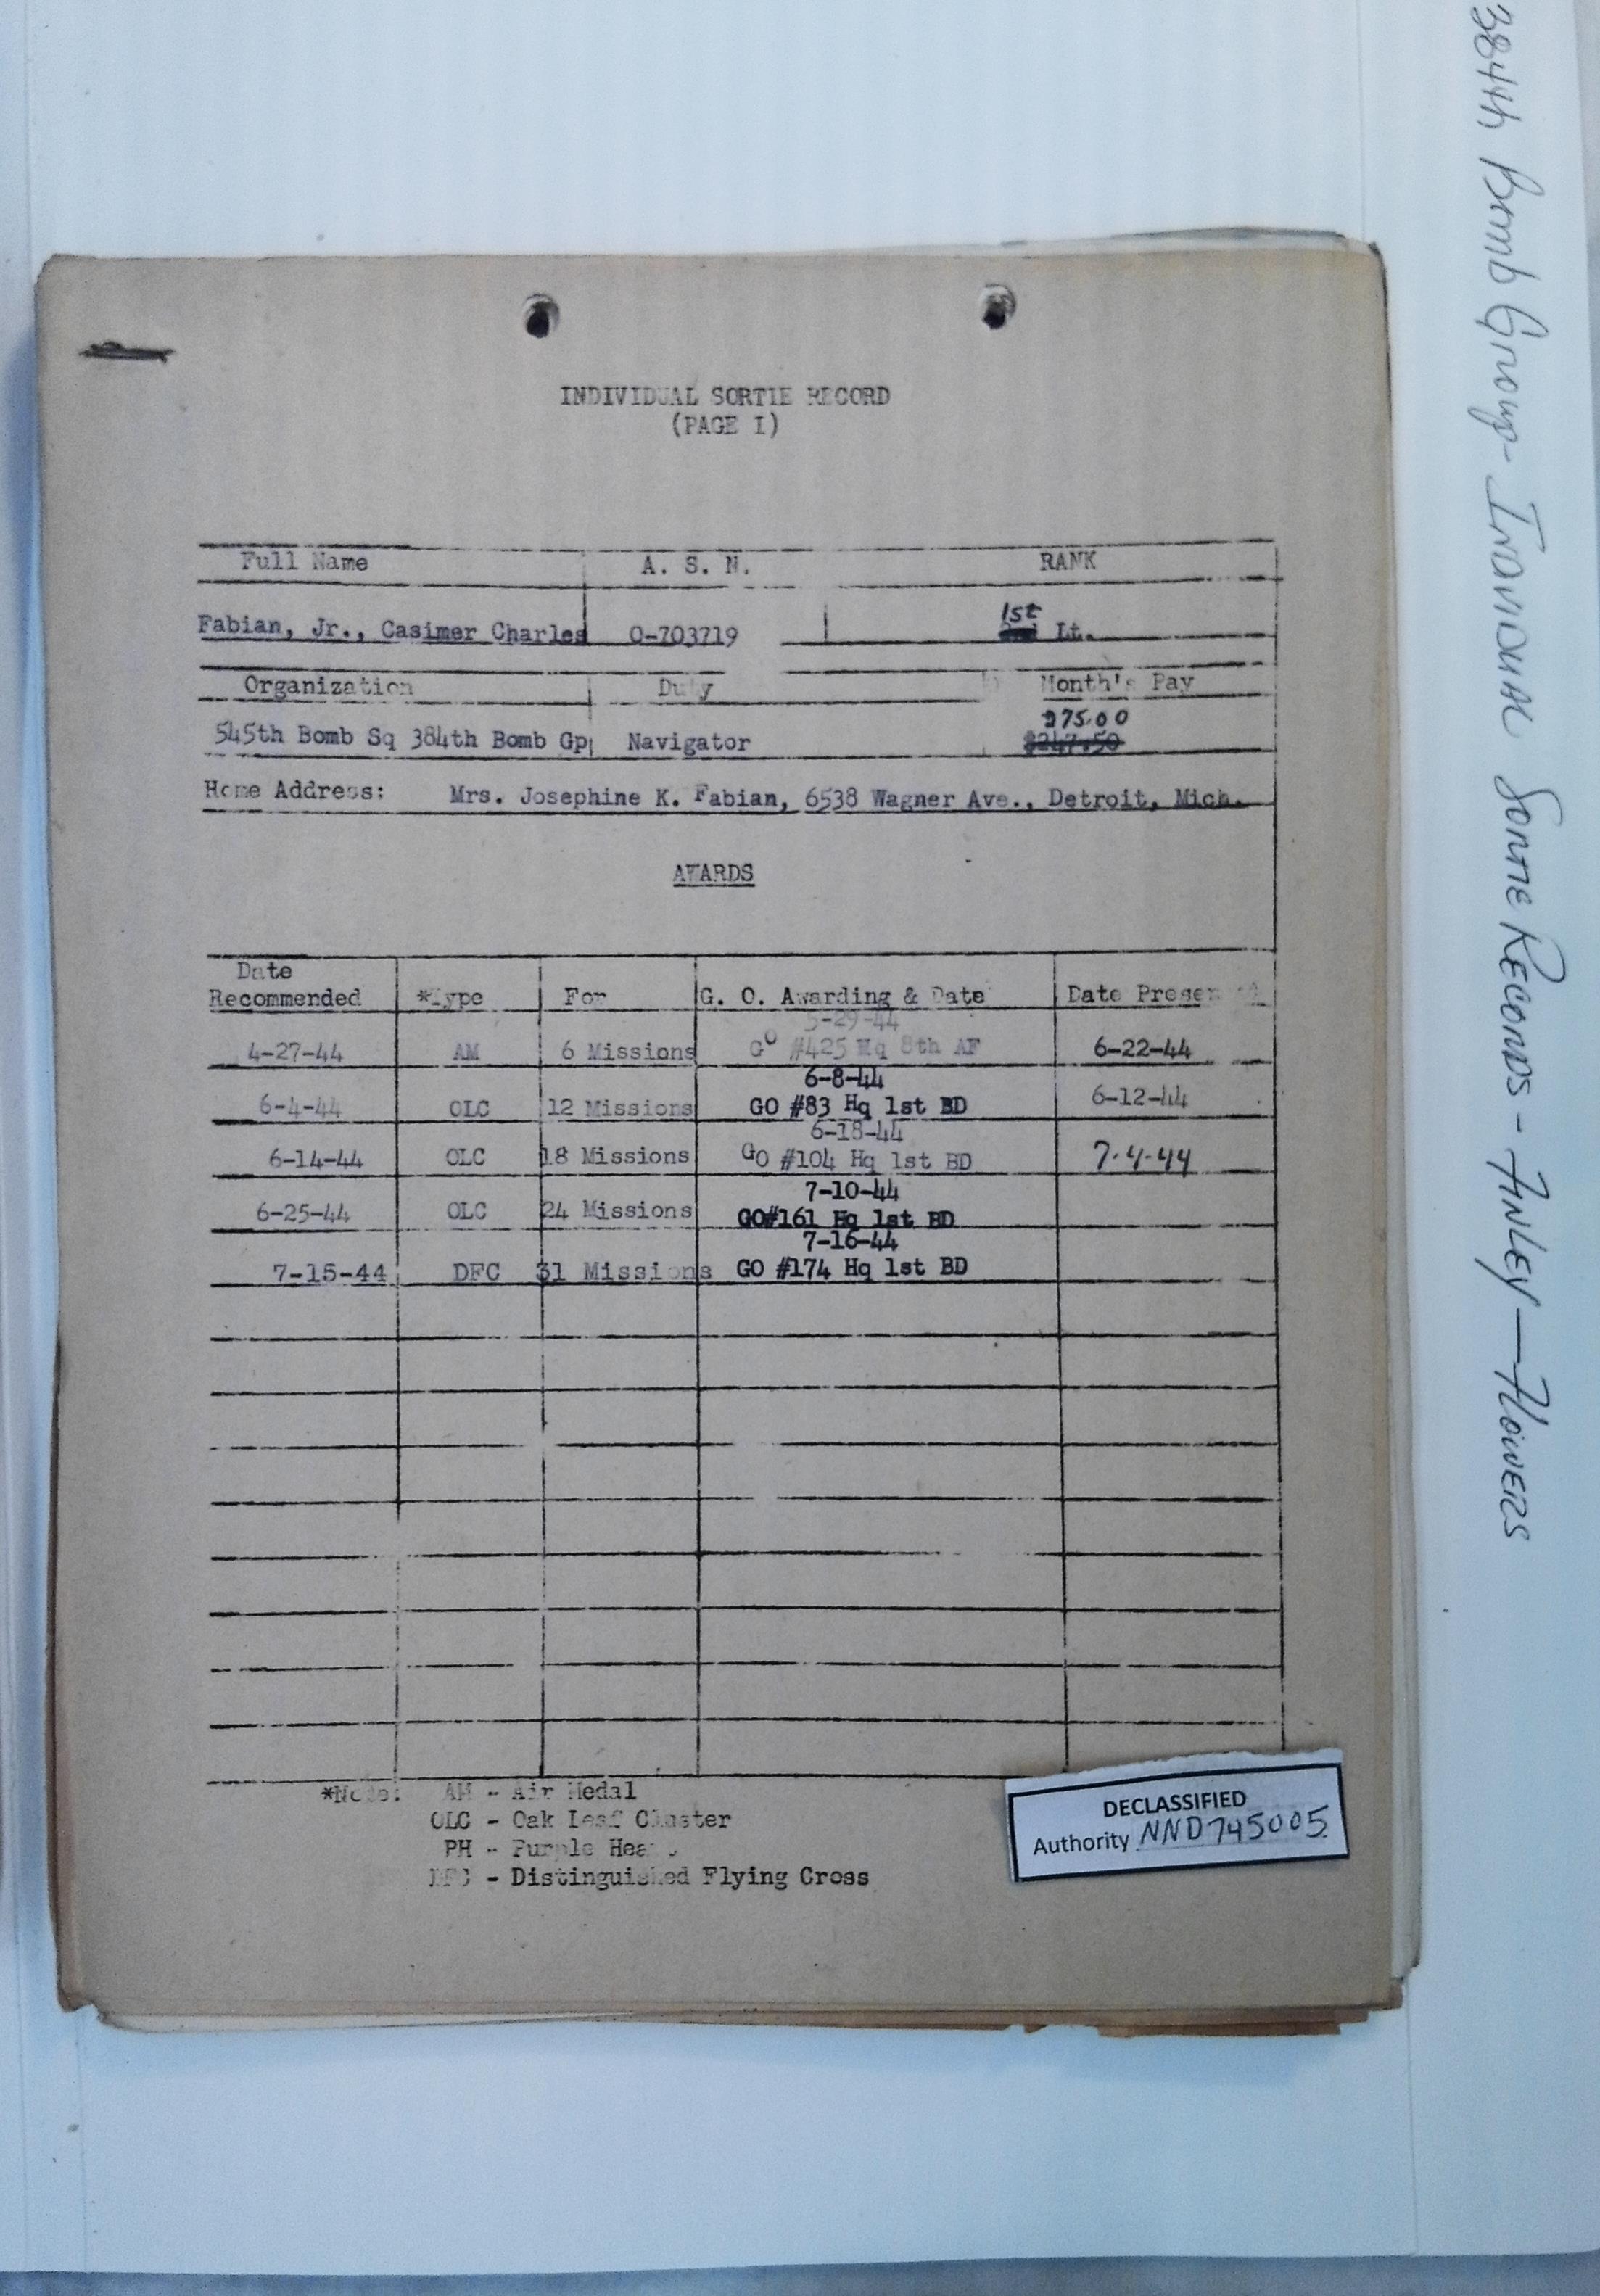 INDIVIDUAL SORTIE RECORD
(PAGE I)
Full Name A. S. N. RANK
1st
Fabian, Jr., Casimer Charles O-703719 Lt.
Organization Duty Month's Pay
275.00
545th Bomb Sq 384th Bomb Gp Navigator $247.50
Home Address: Mrs. Josephine K. Fabian, 6538 Wagner Ave., Detroit, Mich.
AWARDS
Date
Recommended *Type For G. O. Awarding & Date Date Presented
5-29-44
4-27-44 AM 6 Missions GO #425 Hq 8th AF 6-22-44
6-8-44
6-4-44 OLC 12 Missions GO #83 Hq 1st BD 6-12-44
6-18-44
6-14-44 OLC 18 Missions GO #104 Hq 1st BD 7-4-44
7-10-44
6-25-44 OLC 24 Missions GO#161 Hq 1st BD
7-16-44
7-15-44 DFC 31 Missions GO #174 Hq 1st BD
*Note: AM - Air Medal
OLC - Oak Leaf Cluster
PH - Purple Heart
DFC - Distinguished Flying Cross
DECLASSIFIED
Authority NND745005
384th Bomb Group - Individual Sortie Records - Finley - Flowers